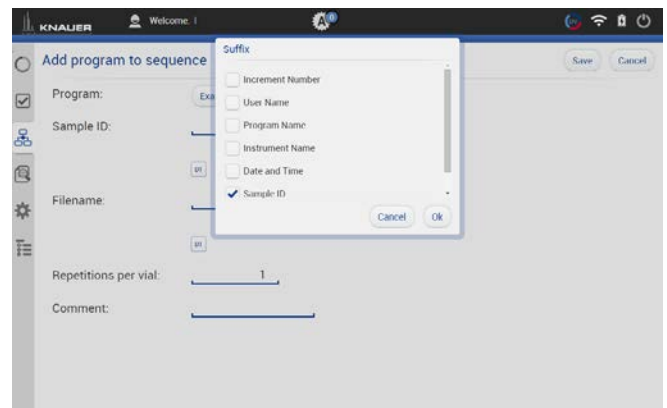 KNAUER
Welcome. I
Suffix
Add program to sequence
Save
Cancel
Increment Number
User Name
Program:
Exa
Program Name
Sample ID:
Instrument Name
Date and Time
Sample ID
Filename:
Cancel
Ok
Repetitions per vial:
1
Comment: